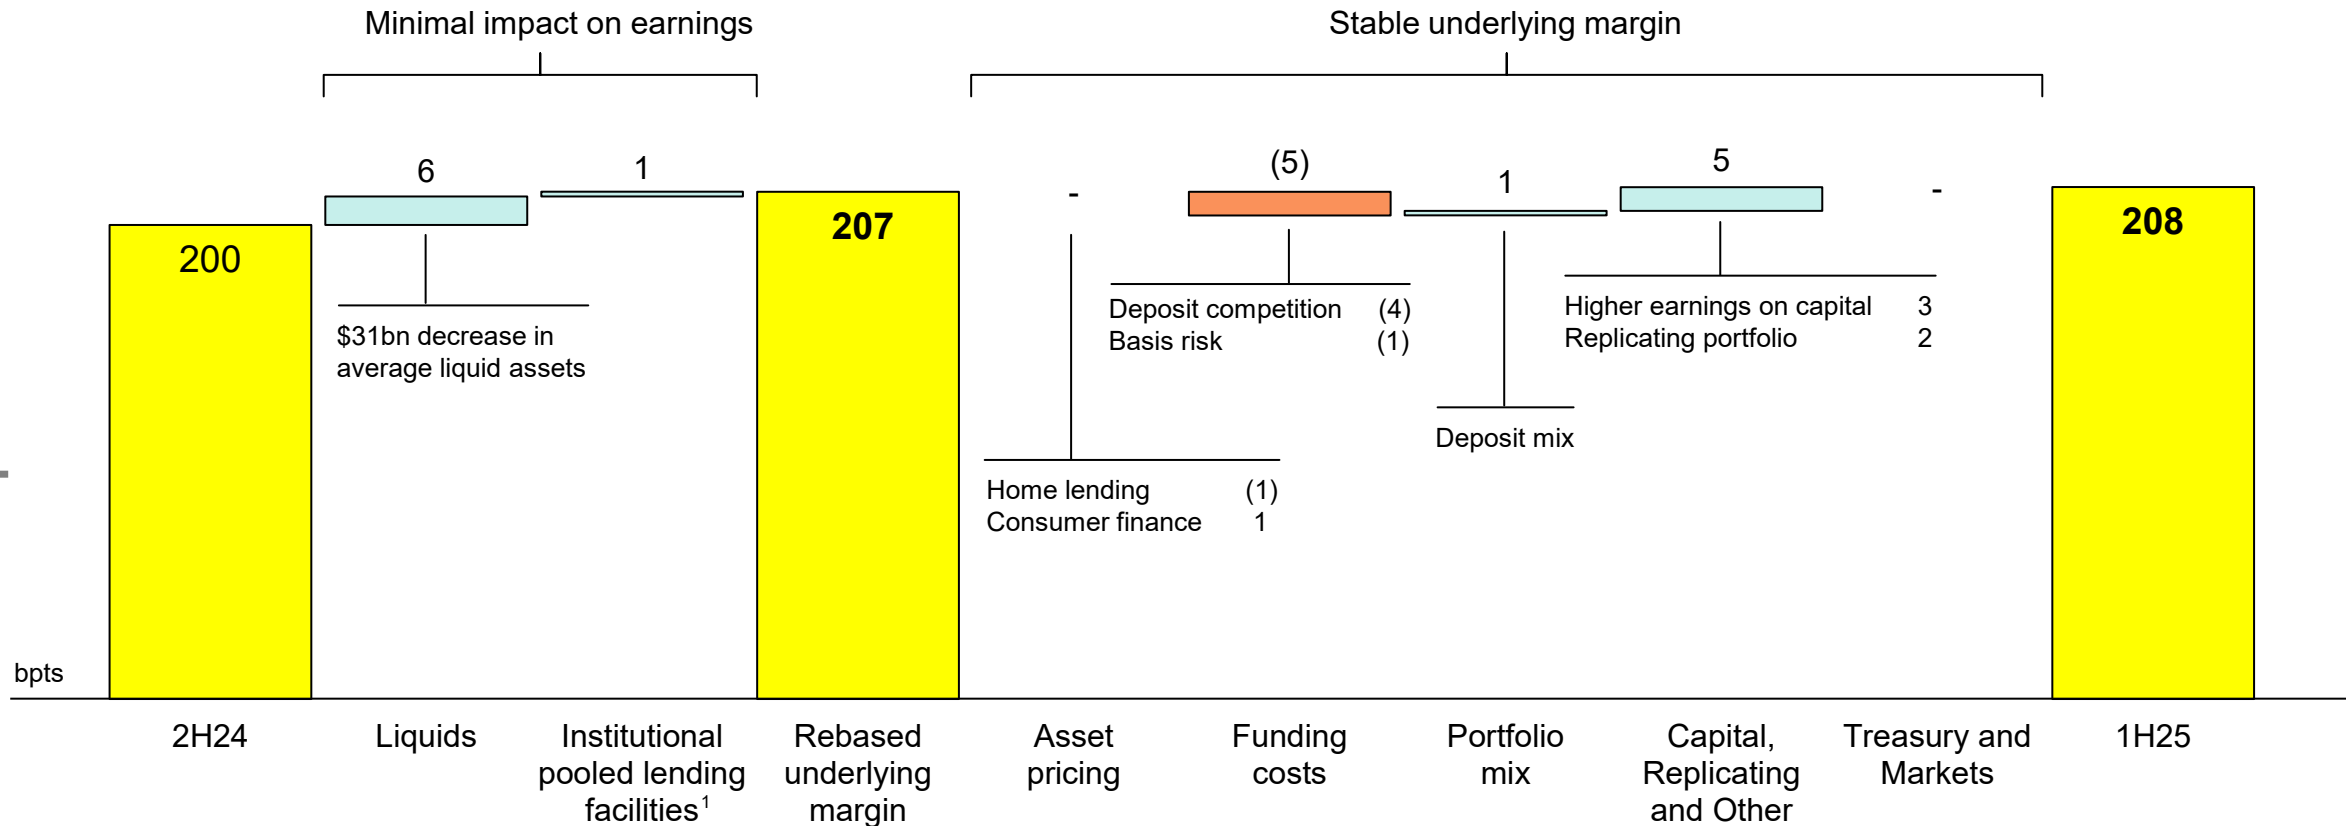 Minimal impact on earnings
Stable underlying margin
200
6
1
207
-
(5)
1
5
-
208
$31bn decrease in
average liquid assets
Home lending (1)
Consumer finance 1
Deposit competition (4)
Basis risk (1)
Deposit mix
Higher earnings on capital 3
Replicating portfolio 2
bpts
2H24
Liquids
Institutional
pooled lending
facilities¹
Rebased
underlying
margin
Asset
pricing
Funding
costs
Portfolio
mix
Capital,
Replicating
and Other
Treasury and
Markets
1H25